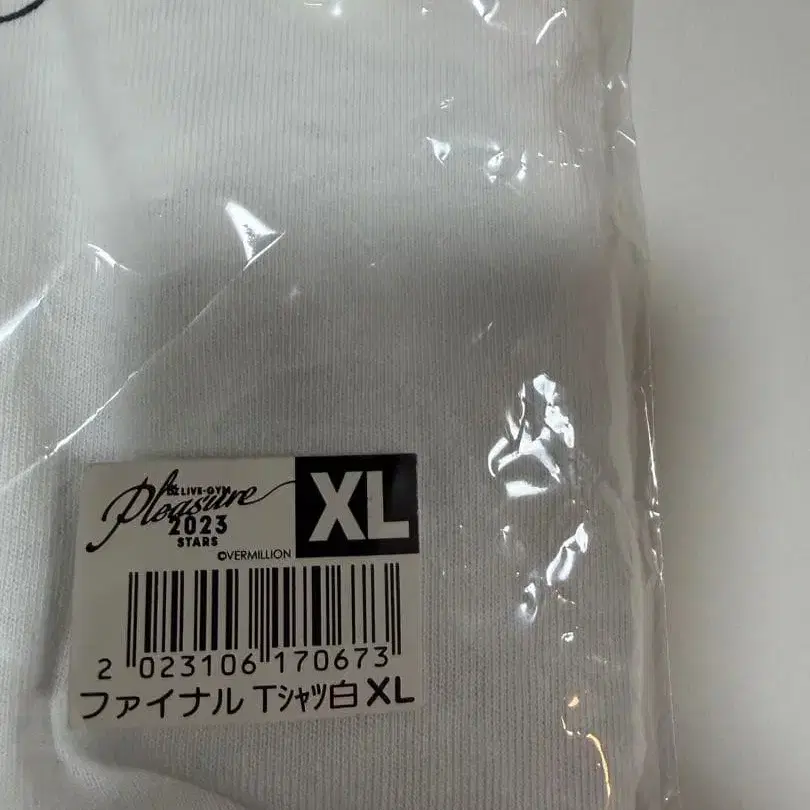 B'z LIVE-GYM
Pleasure
2023
STARS
XL
©VERMILLION
2 023106 170673
ファイナル Tシャツ白 XL